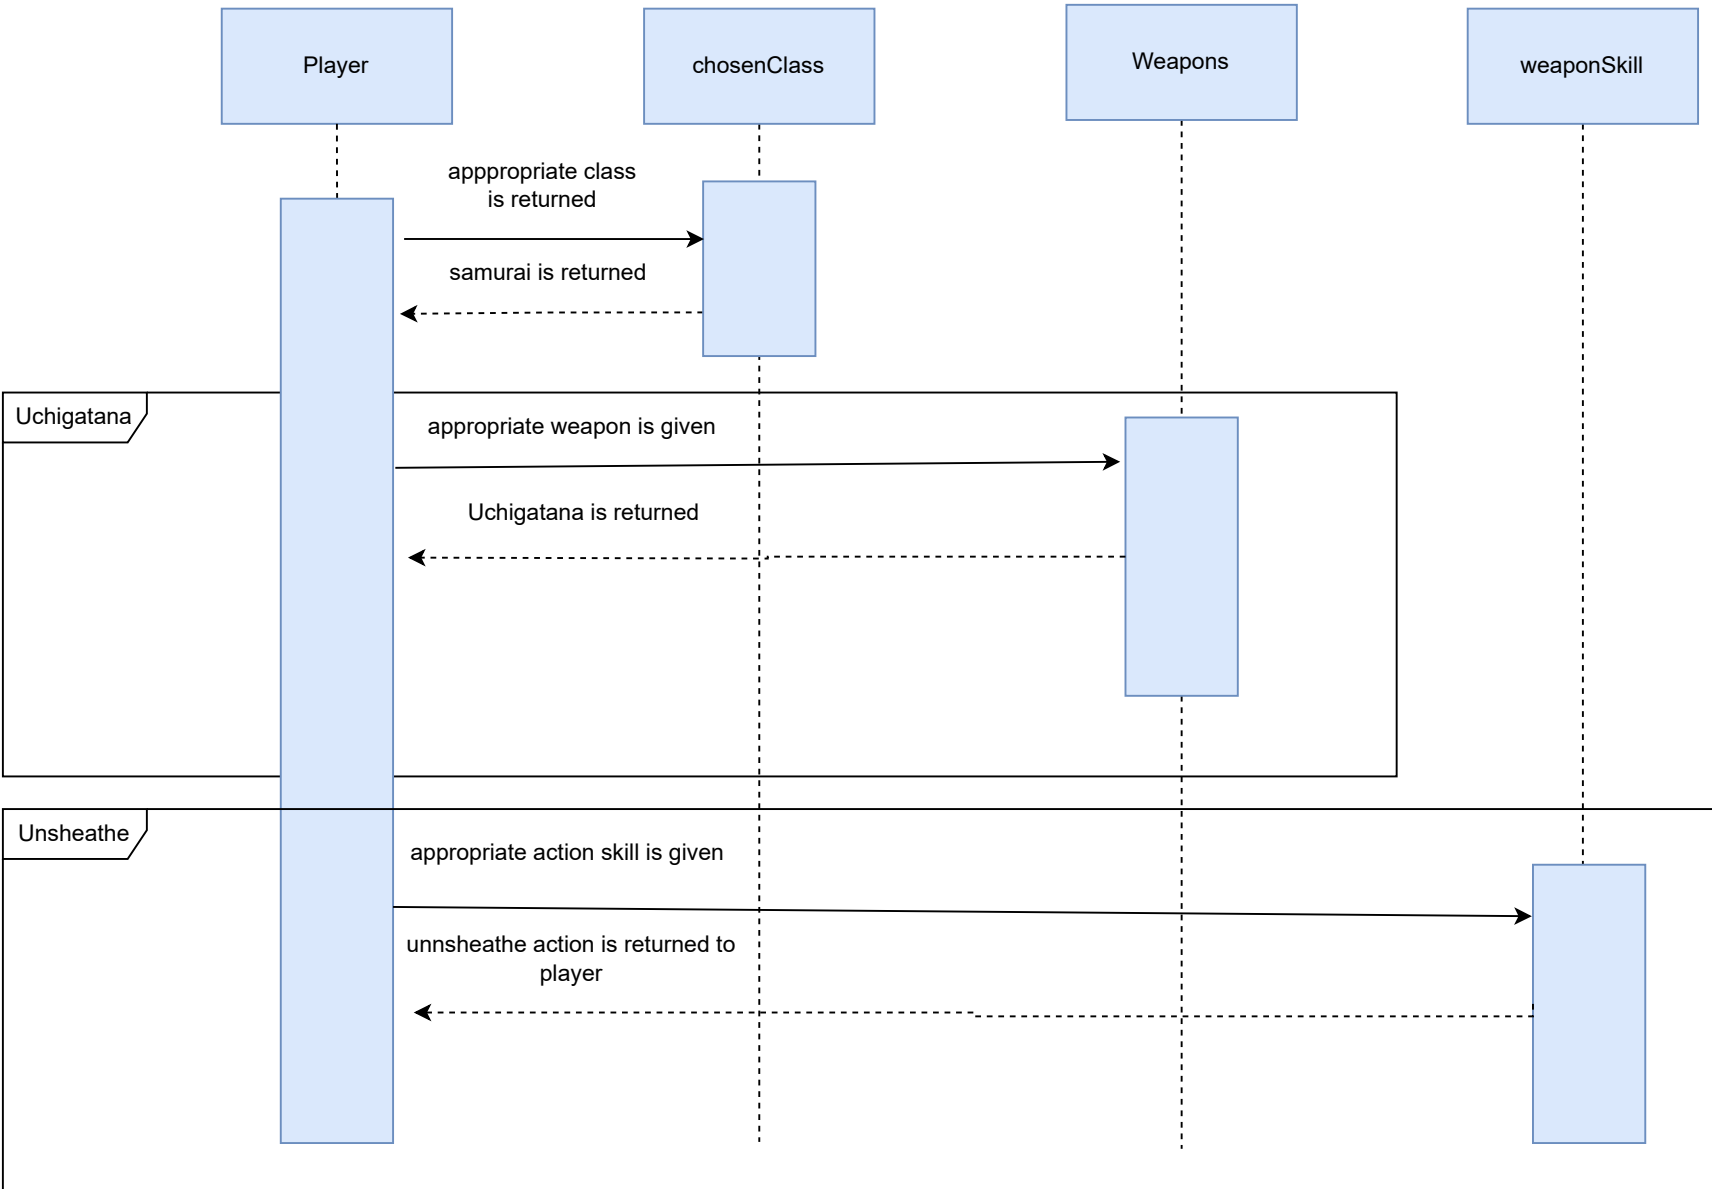 Player
chosenClass
Weapons
weaponSkill
apppropriate class
is returned
samurai is returned
Uchigatana
appropriate weapon is given
Uchigatana is returned
Unsheathe
appropriate action skill is given
unnsheathe action is returned to
player